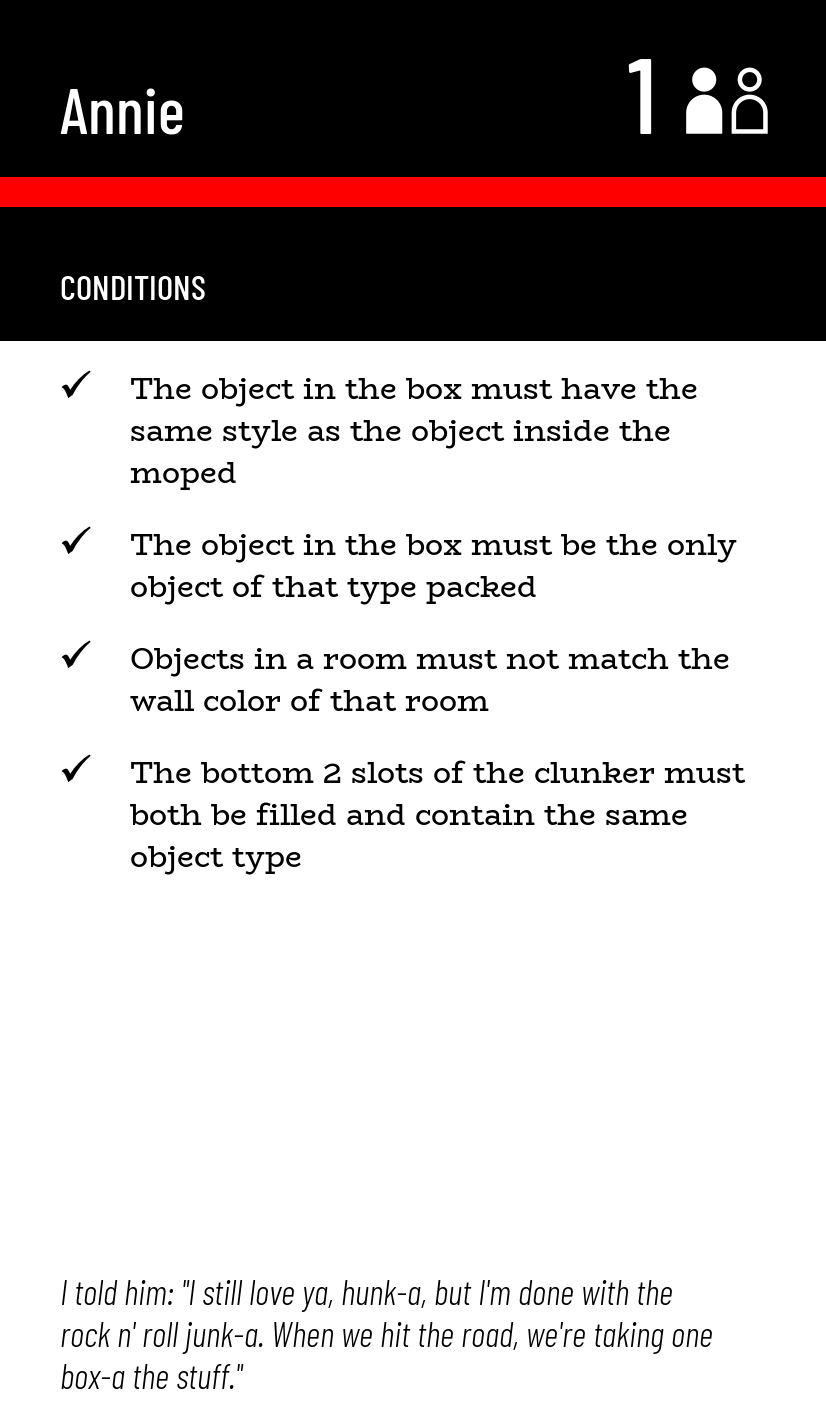 Annie
1
CONDITIONS
✓ The object in the box must have the
same style as the object inside the
moped
✓ The object in the box must be the only
object of that type packed
✓ Objects in a room must not match the
wall color of that room
✓ The bottom 2 slots of the clunker must
both be filled and contain the same
object type
I told him: "I still love ya, hunk-a, but I'm done with the
rock n' roll junk-a. When we hit the road, we're taking one
box-a the stuff."